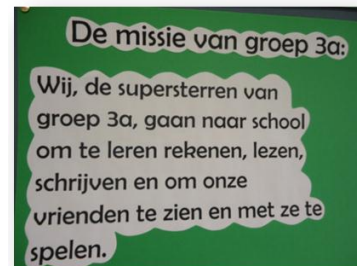 De missie van groep 3a:
Wij, de supersterren van
groep 3a, gaan naar school
om te leren rekenen, lezen,
schrijven en om onze
vrienden te zien en met ze te
spelen.